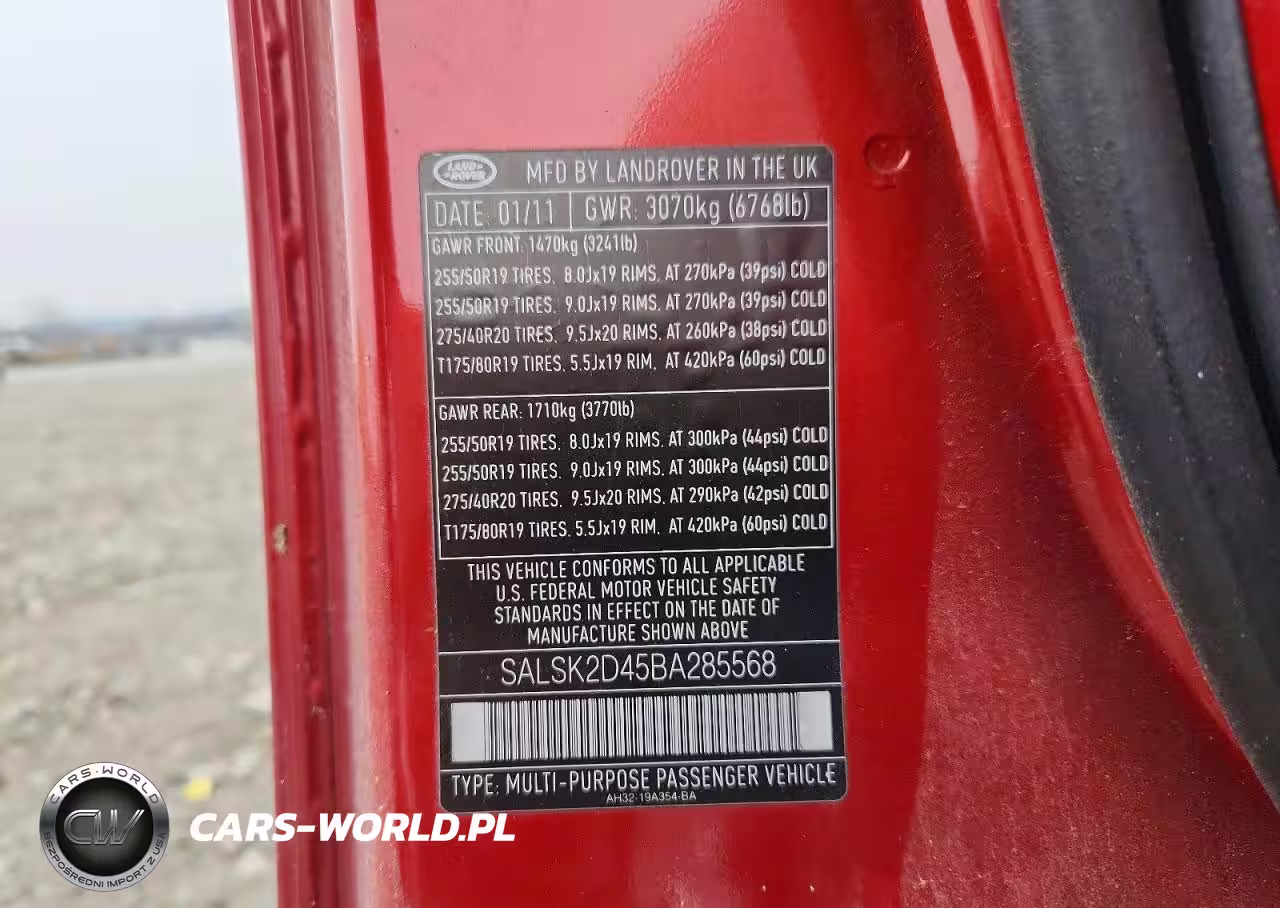 LAND-
-ROVER
MFD BY LANDROVER IN THE UK
DATE: 01/11 GWR: 3070kg (6768lb)
GAWR FRONT: 1470kg (3241lb)
255/50R19 TIRES, 8.0Jx19 RIMS, AT 270kPa (39psi) COLD
255/50R19 TIRES, 9.0Jx19 RIMS, AT 270kPa (39psi) COLD
275/40R20 TIRES, 9.5Jx20 RIMS, AT 260kPa (38psi) COLD
T175/80R19 TIRES, 5.5Jx19 RIM, AT 420kPa (60psi) COLD
GAWR REAR: 1710kg (3770lb)
255/50R19 TIRES, 8.0Jx19 RIMS, AT 300kPa (44psi) COLD
255/50R19 TIRES, 9.0Jx19 RIMS, AT 300kPa (44psi) COLD
275/40R20 TIRES, 9.5Jx20 RIMS, AT 290kPa (42psi) COLD
T175/80R19 TIRES, 5.5Jx19 RIM, AT 420kPa (60psi) COLD
THIS VEHICLE CONFORMS TO ALL APPLICABLE
U.S. FEDERAL MOTOR VEHICLE SAFETY
STANDARDS IN EFFECT ON THE DATE OF
MANUFACTURE SHOWN ABOVE
SALSK2D45BA285568
TYPE: MULTI-PURPOSE PASSENGER VEHICLE
AH32-19A354-BA
CARS-WORLD
CW
BEZPOŚREDNI IMPORT Z USA
CARS-WORLD.PL